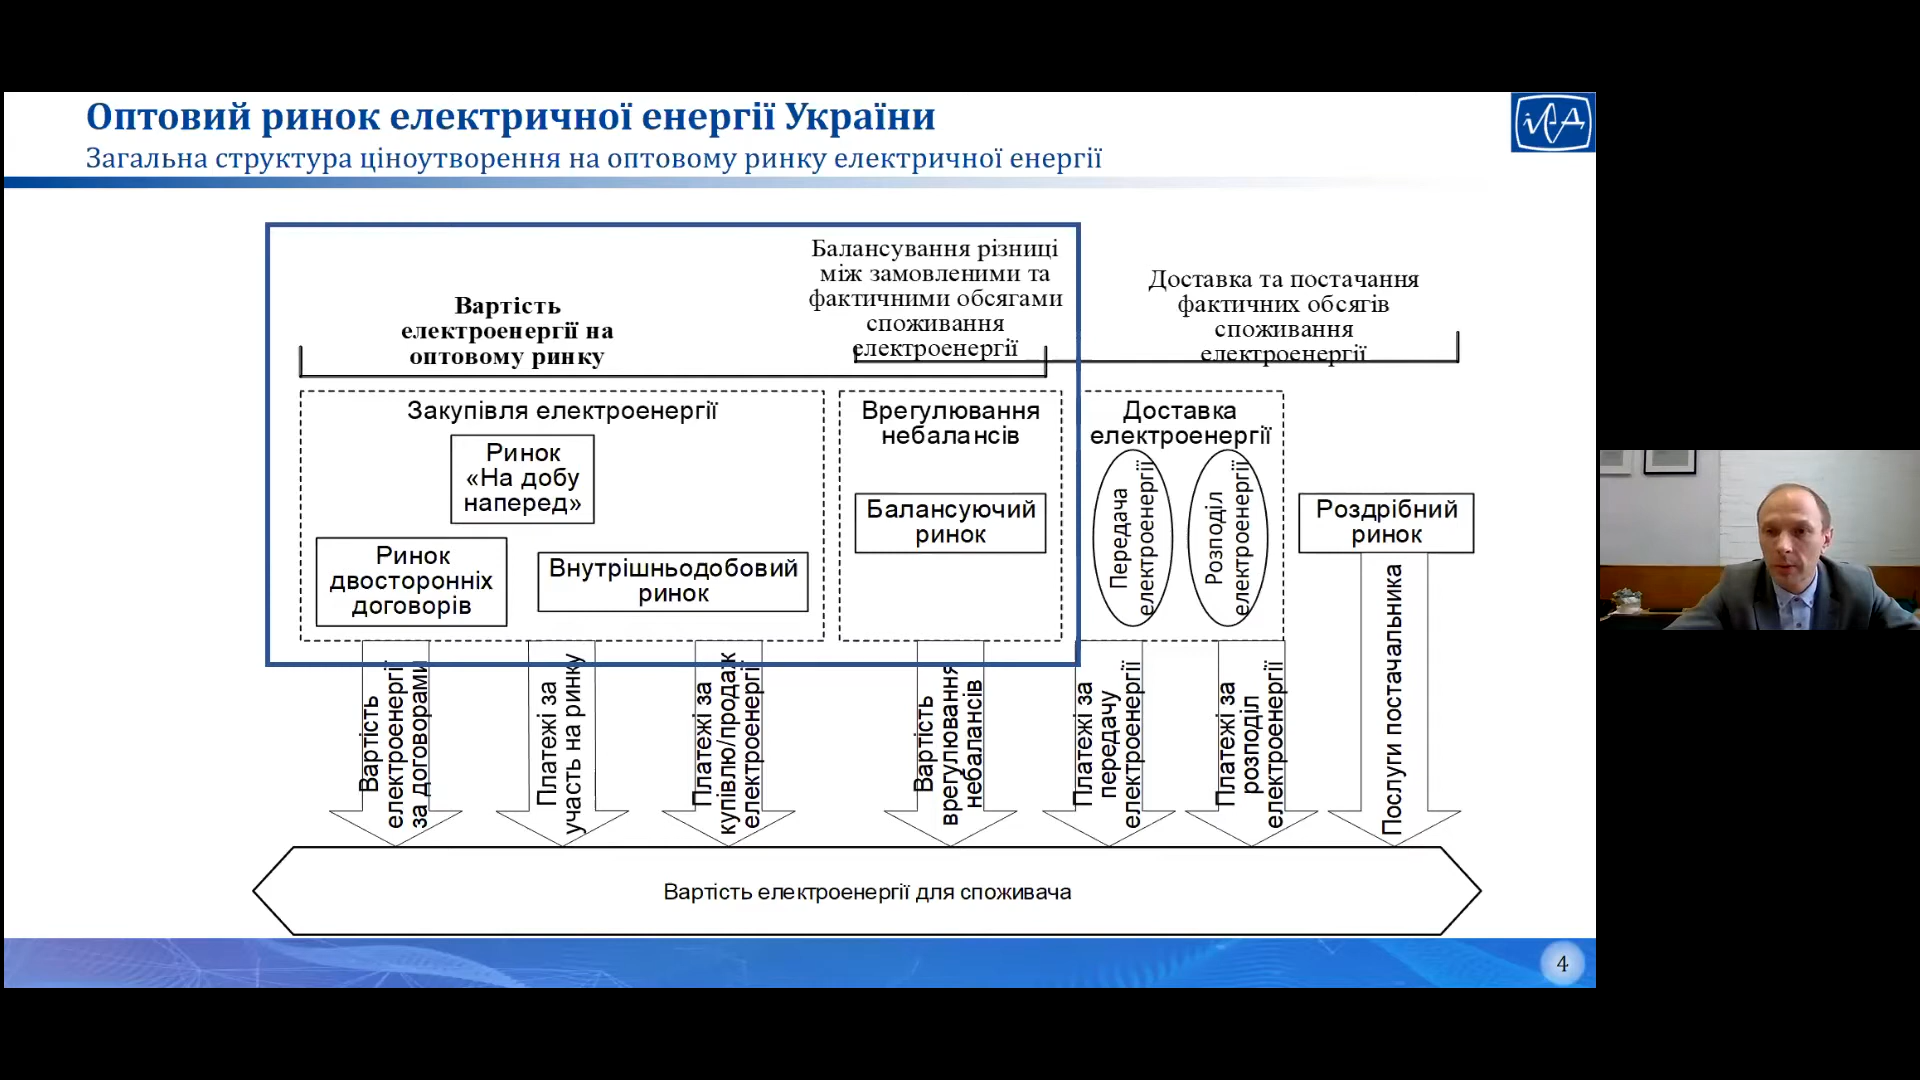 Оптовий ринок електричної енергії України
Загальна структура ціноутворення на оптовому ринку електричної енергії
Вартість
електроенергії на
оптовому ринку
Балансування різниці
між замовленими та
фактичними обсягами
споживання
електроенергії
Доставка та постачання
фактичних обсягів
споживання
електроенергії
Закупівля електроенергії
Ринок
«На добу
наперед»
Ринок
двосторонніх
договорів
Внутрішньодобовий
ринок
Врегулювання
небалансів
Балансуючий
ринок
Доставка
електроенергії
Передача
електроенергії
Розподіл
електроенергії
Роздрібний
ринок
Вартість
електроенергії
за договорами
Платежі за
участь на ринку
Платежі за
купівлю/продаж
електроенергії
Вартість
врегулювання
небалансів
Платежі за
передачу
електроенергії
Платежі за
розподіл
електроенергії
Послуги постачальника
Вартість електроенергії для споживача
4